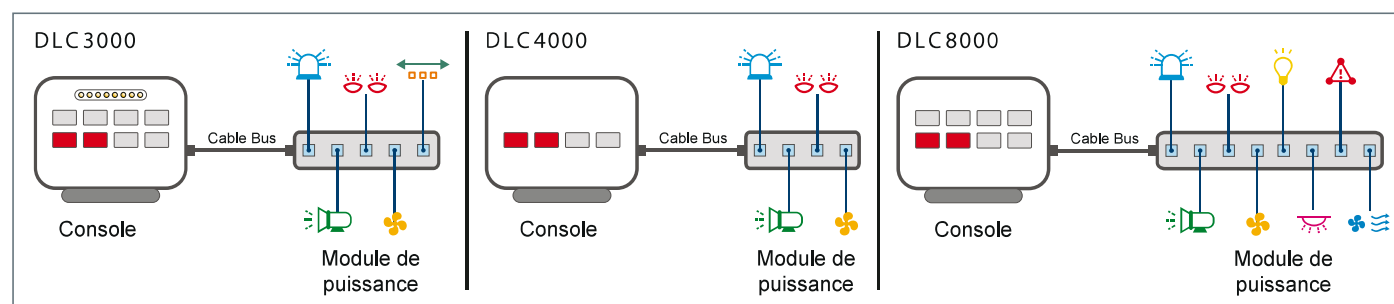 DLC3000
Cable Bus
Console
Module de
puissance
DLC4000
Cable Bus
Console
Module de
puissance
DLC8000
Cable Bus
Console
Module de
puissance